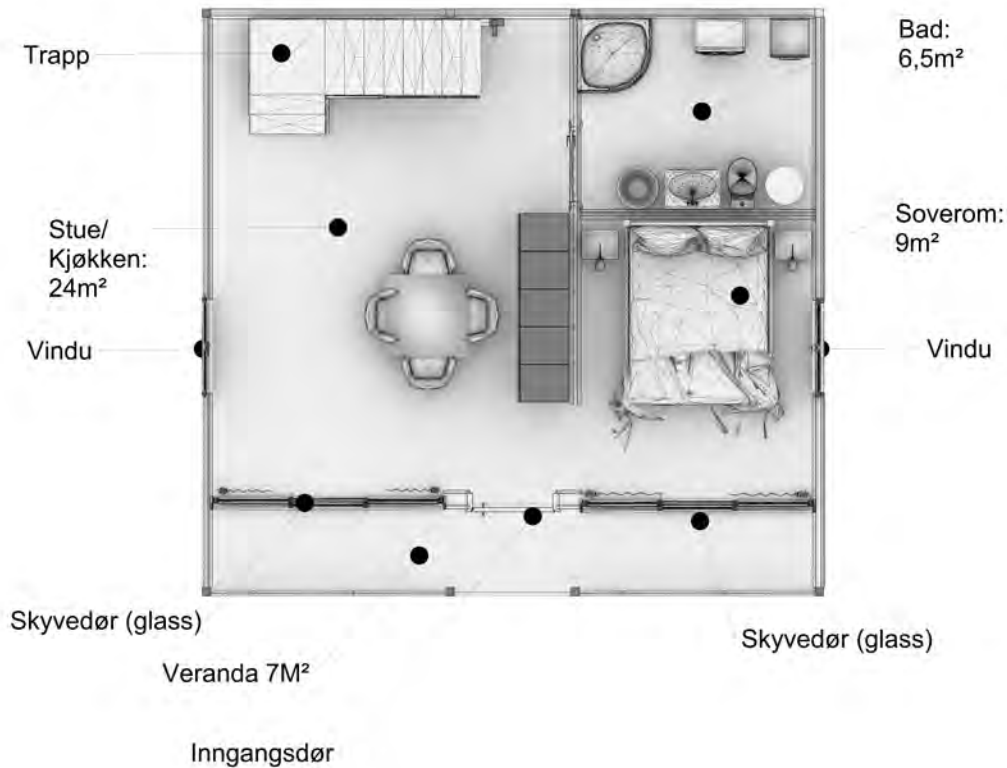 Trapp
Bad:
6,5m²
Stue/
Kjøkken:
24m²
Soverom:
9m²
Vindu
Vindu
Skyvedør (glass)
Skyvedør (glass)
Veranda 7M²
Inngangsdør